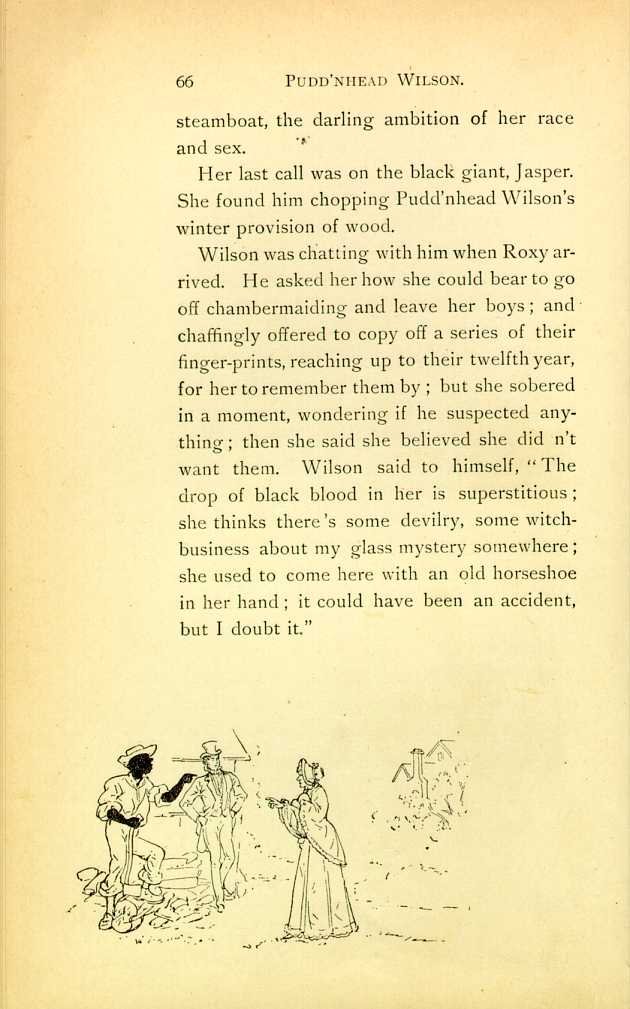 66 PUDD'NHEAD WILSON.
steamboat, the darling ambition of her race
and sex.
Her last call was on the black giant, Jasper.
She found him chopping Pudd'nhead Wilson's
winter provision of wood.
Wilson was chatting with him when Roxy ar-
rived. He asked her how she could bear to go
off chambermaiding and leave her boys; and
chaffingly offered to copy off a series of their
finger-prints, reaching up to their twelfth year,
for her to remember them by; but she sobered
in a moment, wondering if he suspected any-
thing; then she said she believed she did n't
want them. Wilson said to himself, "The
drop of black blood in her is superstitious;
she thinks there's some devilry, some witch-
business about my glass mystery somewhere;
she used to come here with an old horseshoe
in her hand; it could have been an accident,
but I doubt it."